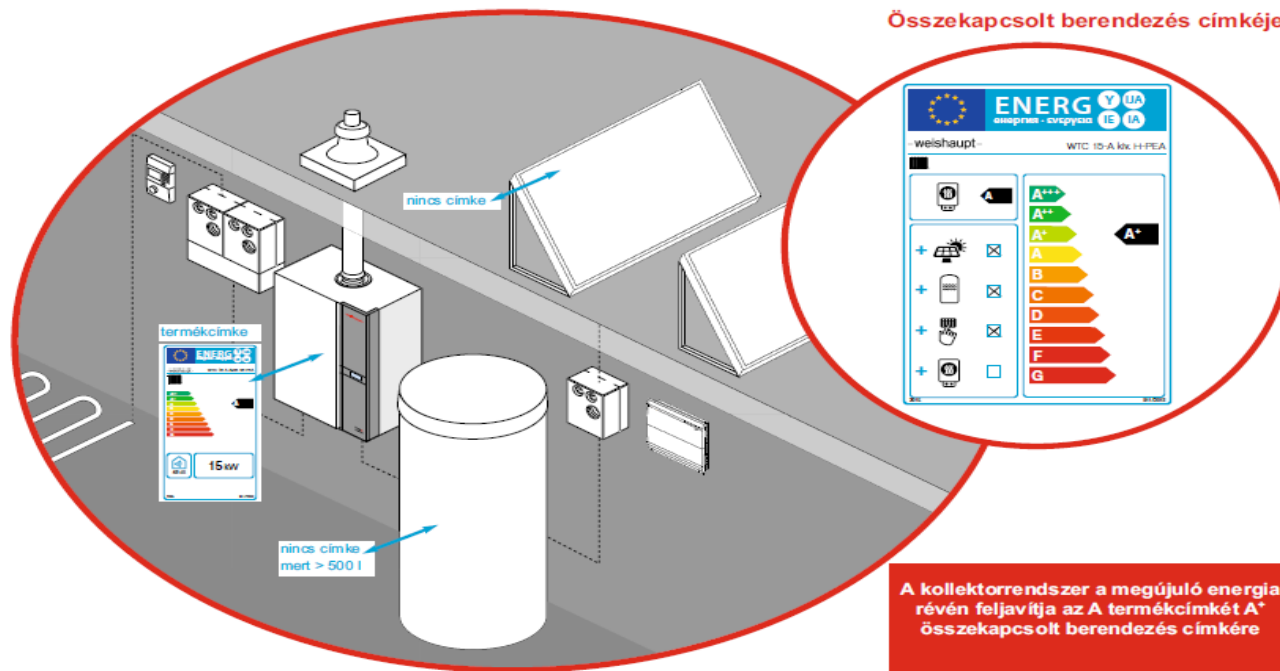 Összekapcsolt berendezés címkéje
ENERG
Y IJA
IE IA
енергия · ενεργεια
-weishaupt-
WTC 15-A kiv. H-PEA
A
A+++
A++
A+
A
B
C
D
E
F
G
A+
+
+
+
+
nincs címke
termékcímke
ENERG
15 kW
nincs címke
mert > 500 l
A kollektorrendszer a megújuló energia
révén feljavítja az A termékcímkét A+
összekapcsolt berendezés címkére